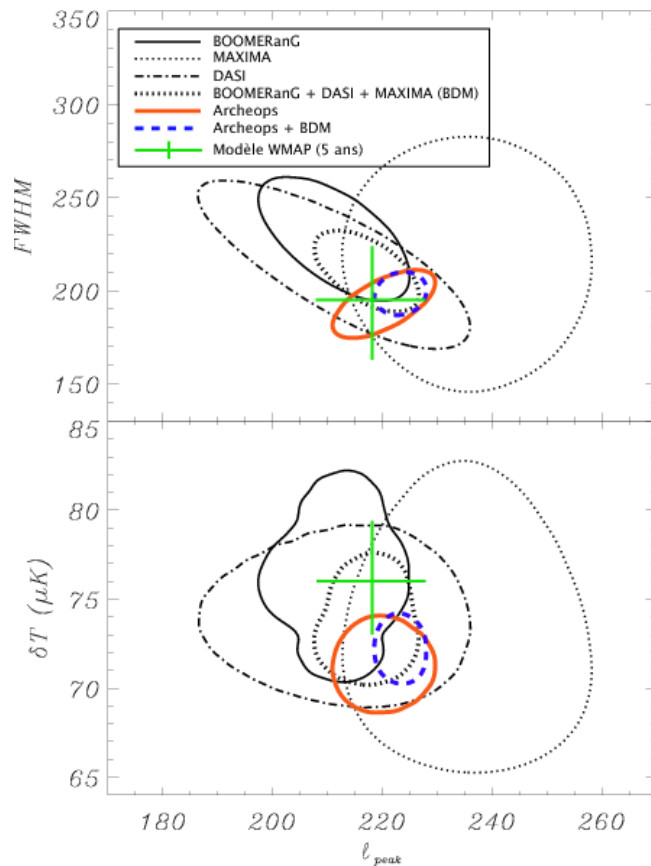 350
BOOMERanG
MAXIMA
DASI
BOOMERanG + DASI + MAXIMA (BDM)
Archeops
Archeops + BDM
Modèle WMAP (5 ans)
300
250
200
150
FWHM
85
80
75
70
65
δT (μK)
180 200 220 240 260
ℓ peak